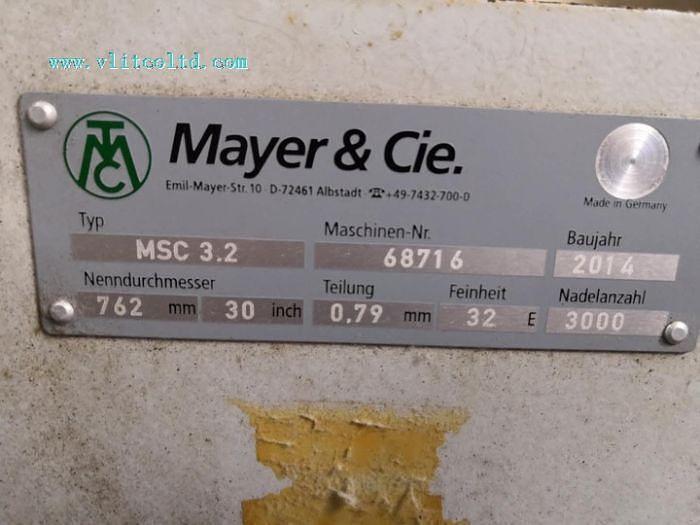 www.vlitcoltd.com
TMC
Mayer & Cie.
Emil-Mayer-Str. 10 · D-72461 Albstadt · ☎+49-7432-700-0
Made in Germany
Typ Maschinen-Nr. Baujahr
MSC 3.2 68716 2014
Nenndurchmesser Teilung Feinheit Nadelanzahl
762 mm 30 inch 0,79 mm 32 E 3000